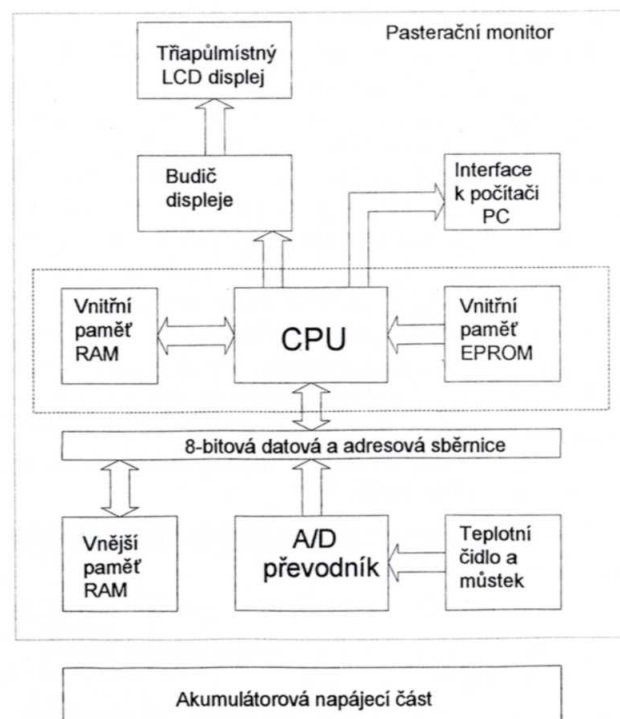 Pasterační monitor
Třiapůlmístný
LCD displej
Budič
displeje
Interface
k počítači
PC
Vnitřní
paměť
RAM
CPU
Vnitřní
paměť
EPROM
8-bitová datová a adresová sběrnice
Vnější
paměť
RAM
A/D
převodník
Teplotní
čidlo a
můstek
Akumulátorová napájecí část